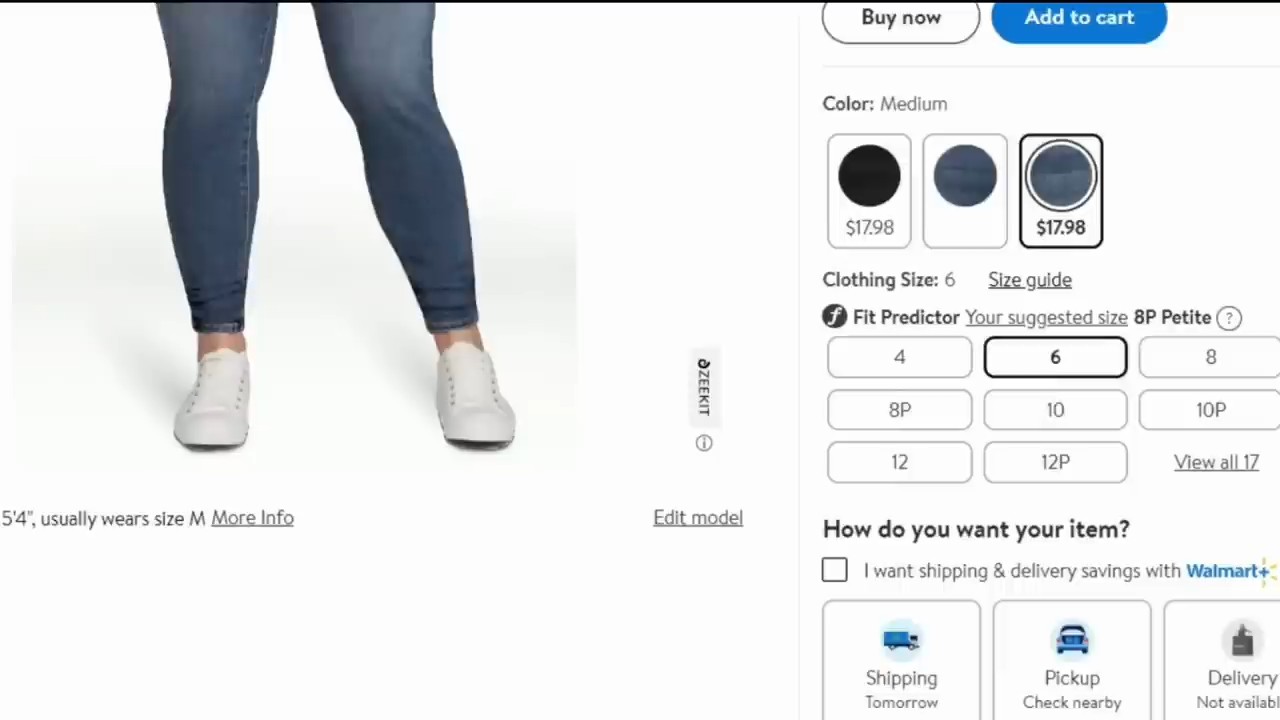 Buy now
Add to cart
Color: Medium
$17.98
$17.98
Clothing Size: 6 Size guide
Fit Predictor Your suggested size 8P Petite ?
4
6
8
8P
10
10P
12
12P
View all 17
ZEEKIT
5'4", usually wears size M More Info
Edit model
How do you want your item?
I want shipping & delivery savings with Walmart+
Shipping
Tomorrow
Pickup
Check nearby
Delivery
Not availabl